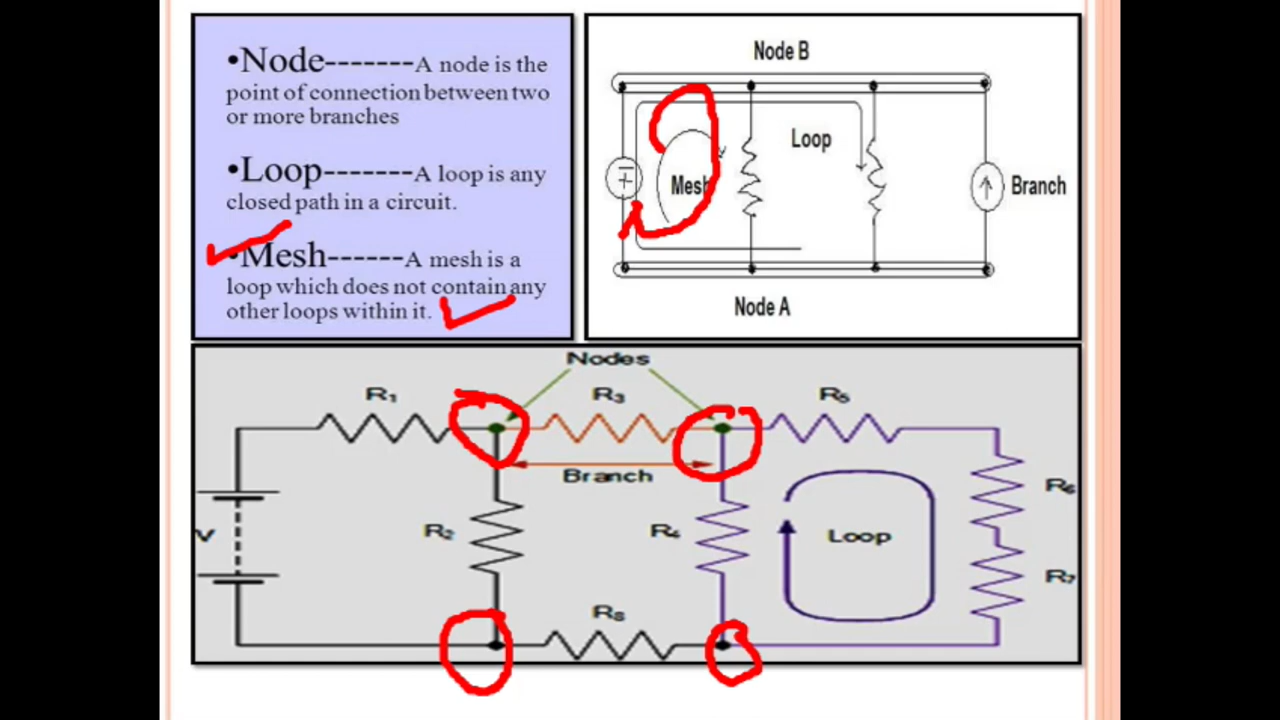 •Node-------A node is the
point of connection between two
or more branches
•Loop-------A loop is any
closed path in a circuit.
•Mesh------A mesh is a
loop which does not contain any
other loops within it.
Node B
Loop
Mesh
Branch
Node A
Nodes
R₁
R₃
R₅
Branch
R₆
R₂
R₄
Loop
V
R₇
R₈